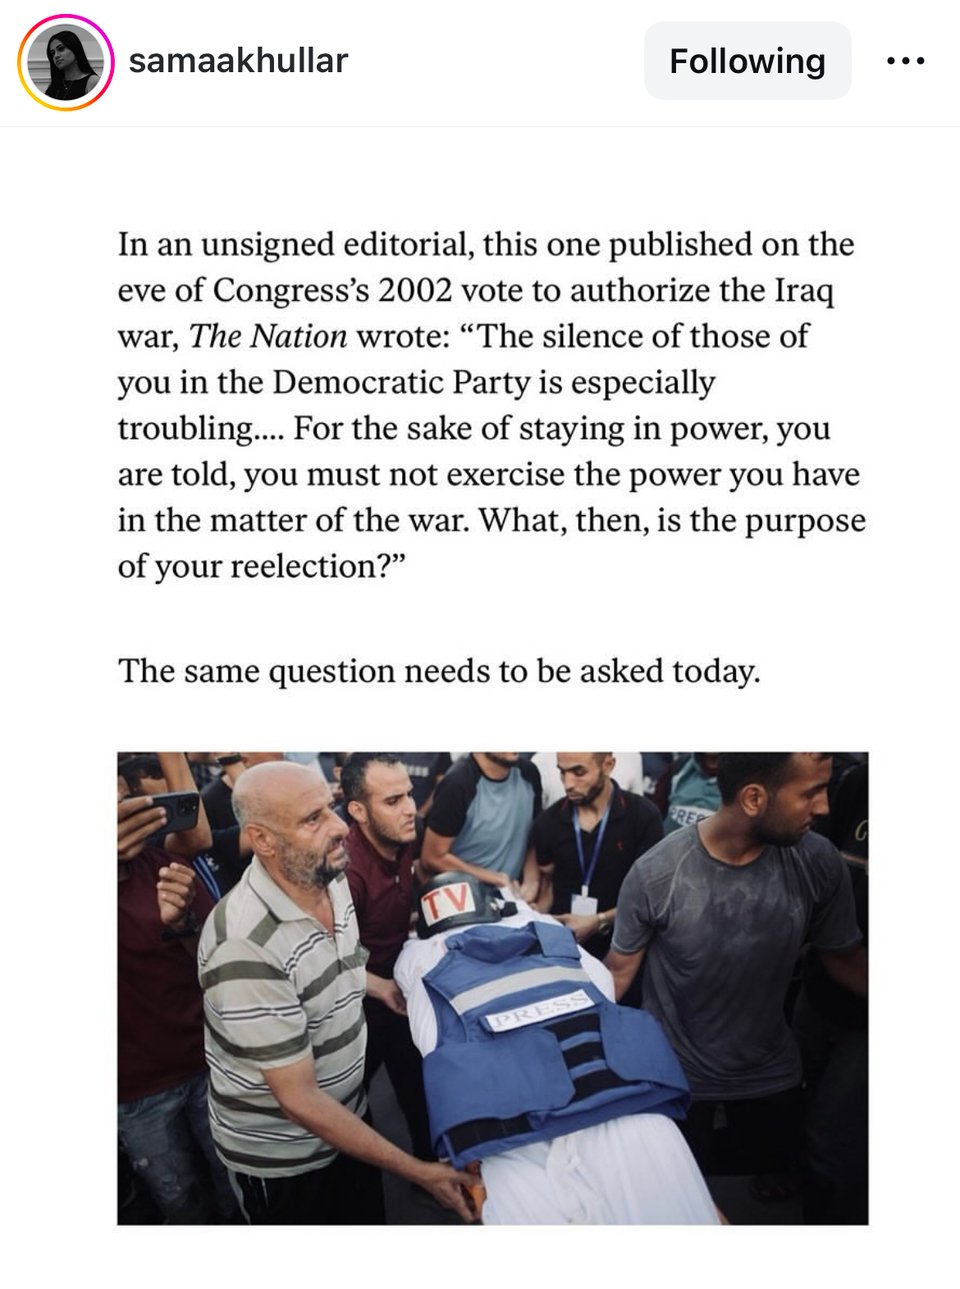 samaakhullar
Following
In an unsigned editorial, this one published on the
eve of Congress’s 2002 vote to authorize the Iraq
war, The Nation wrote: “The silence of those of
you in the Democratic Party is especially
troubling.... For the sake of staying in power, you
are told, you must not exercise the power you have
in the matter of the war. What, then, is the purpose
of your reelection?”
The same question needs to be asked today.
TV
PRESS